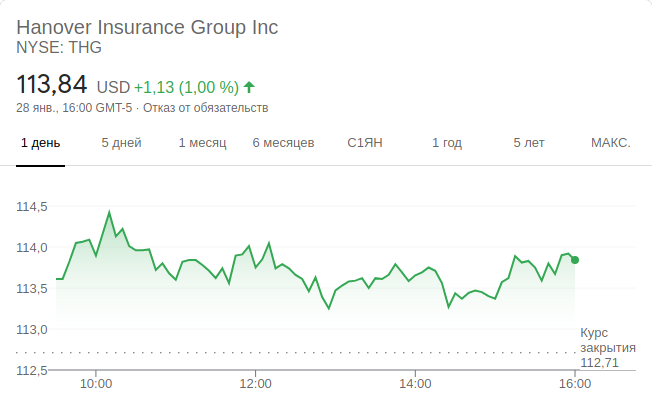 Hanover Insurance Group Inc
NYSE: THG
113,84 USD +1,13 (1,00 %)
28 янв., 16:00 GMT-5 · Отказ от обязательств
1 день 5 дней 1 месяц 6 месяцев С1ЯН 1 год 5 лет МАКС.
114,5
114,0
113,5
113,0
Курс
закрытия
112,71
112,5
10:00 12:00 14:00 16:00